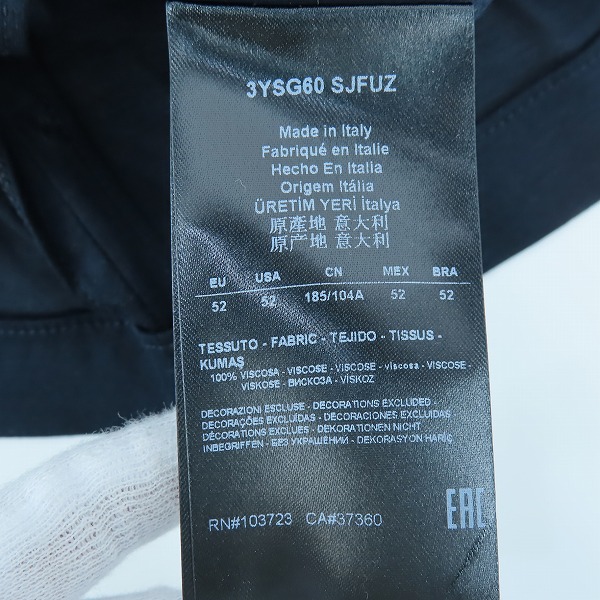 3YSG60 SJFUZ
Made in Italy
Fabriqué en Italie
Hecho En Italia
Origem Itália
ÜRETİM YERİ İtalya
原產地 意大利
原产地 意大利
EU USA CN MEX BRA
52 52 185/104A 52 52
TESSUTO - FABRIC - TEJIDO - TISSUS -
KUMAŞ
100% VISCOSA - VISCOSE - VISCOSE - viscosa - VISCOSE -
VISKOSE - ВИСКОЗА - VİSKOZ
DECORAZIONI ESCLUSE - DECORATIONS EXCLUDED -
DECORAÇÕES EXCLUÍDAS - DECORACIONES EXCLUIDAS
DÉCORATIONS EXCLUES - DEKORATIONEN NICHT
INBEGRIFFEN - БЕЗ УКРАШЕНИЙ - DEKORASYON HARİÇ
RN#103723 CA#37360
EAC